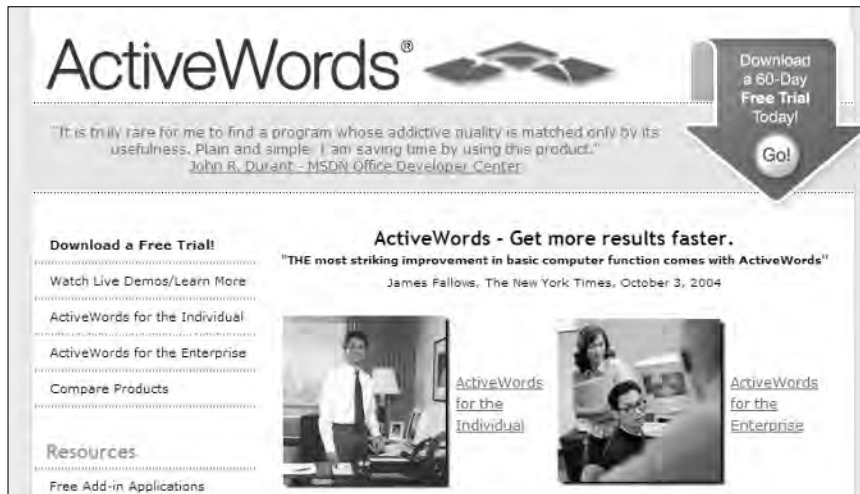 ActiveWords®
Download
a 60-Day
Free Trial
Today!
Go!
"It is truly rare for me to find a program whose addictive quality is matched only by its
usefulness. Plain and simple I am saving time by using this product."
John R. Durant - MSDN Office Developer Center
Download a Free Trial!
Watch Live Demos/Learn More
ActiveWords for the Individual
ActiveWords for the Enterprise
Compare Products
Resources
Free Add-in Applications
ActiveWords - Get more results faster.
"THE most striking improvement in basic computer function comes with ActiveWords"
James Fallows, The New York Times, October 3, 2004
ActiveWords
for the
Individual
ActiveWords
for the
Enterprise